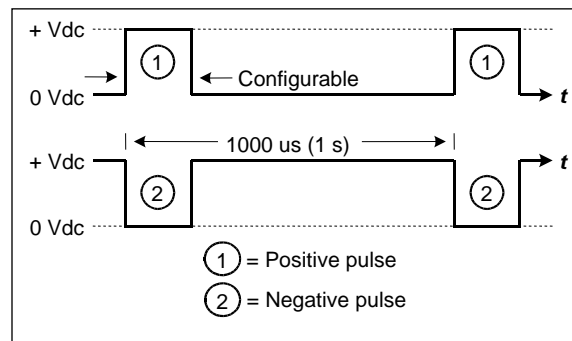 + Vdc
1 1
Configurable
0 Vdc t
1000 us (1 s)
+ Vdc t
2 2
0 Vdc
1 = Positive pulse
2 = Negative pulse